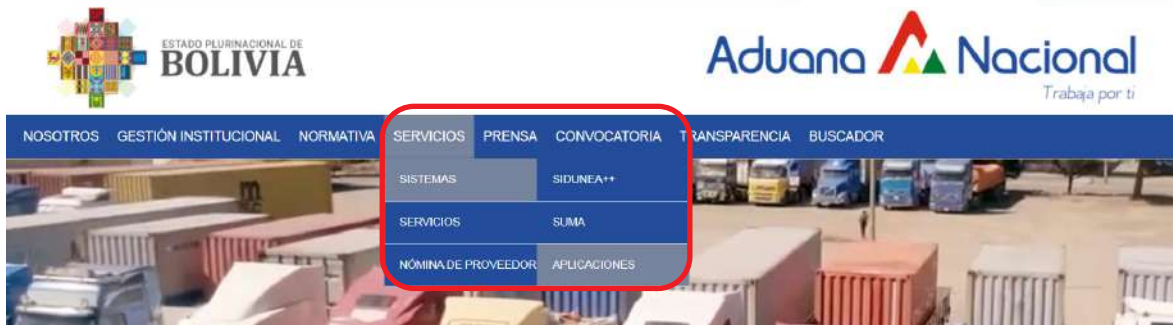 ESTADO PLURINACIONAL DE
BOLIVIA
Aduana Nacional
Trabaja por ti
NOSOTROS GESTIÓN INSTITUCIONAL NORMATIVA SERVICIOS PRENSA CONVOCATORIA TRANSPARENCIA BUSCADOR
SISTEMAS SIDUNEA++
SERVICIOS SUMA
NÓMINA DE PROVEEDOR APLICACIONES